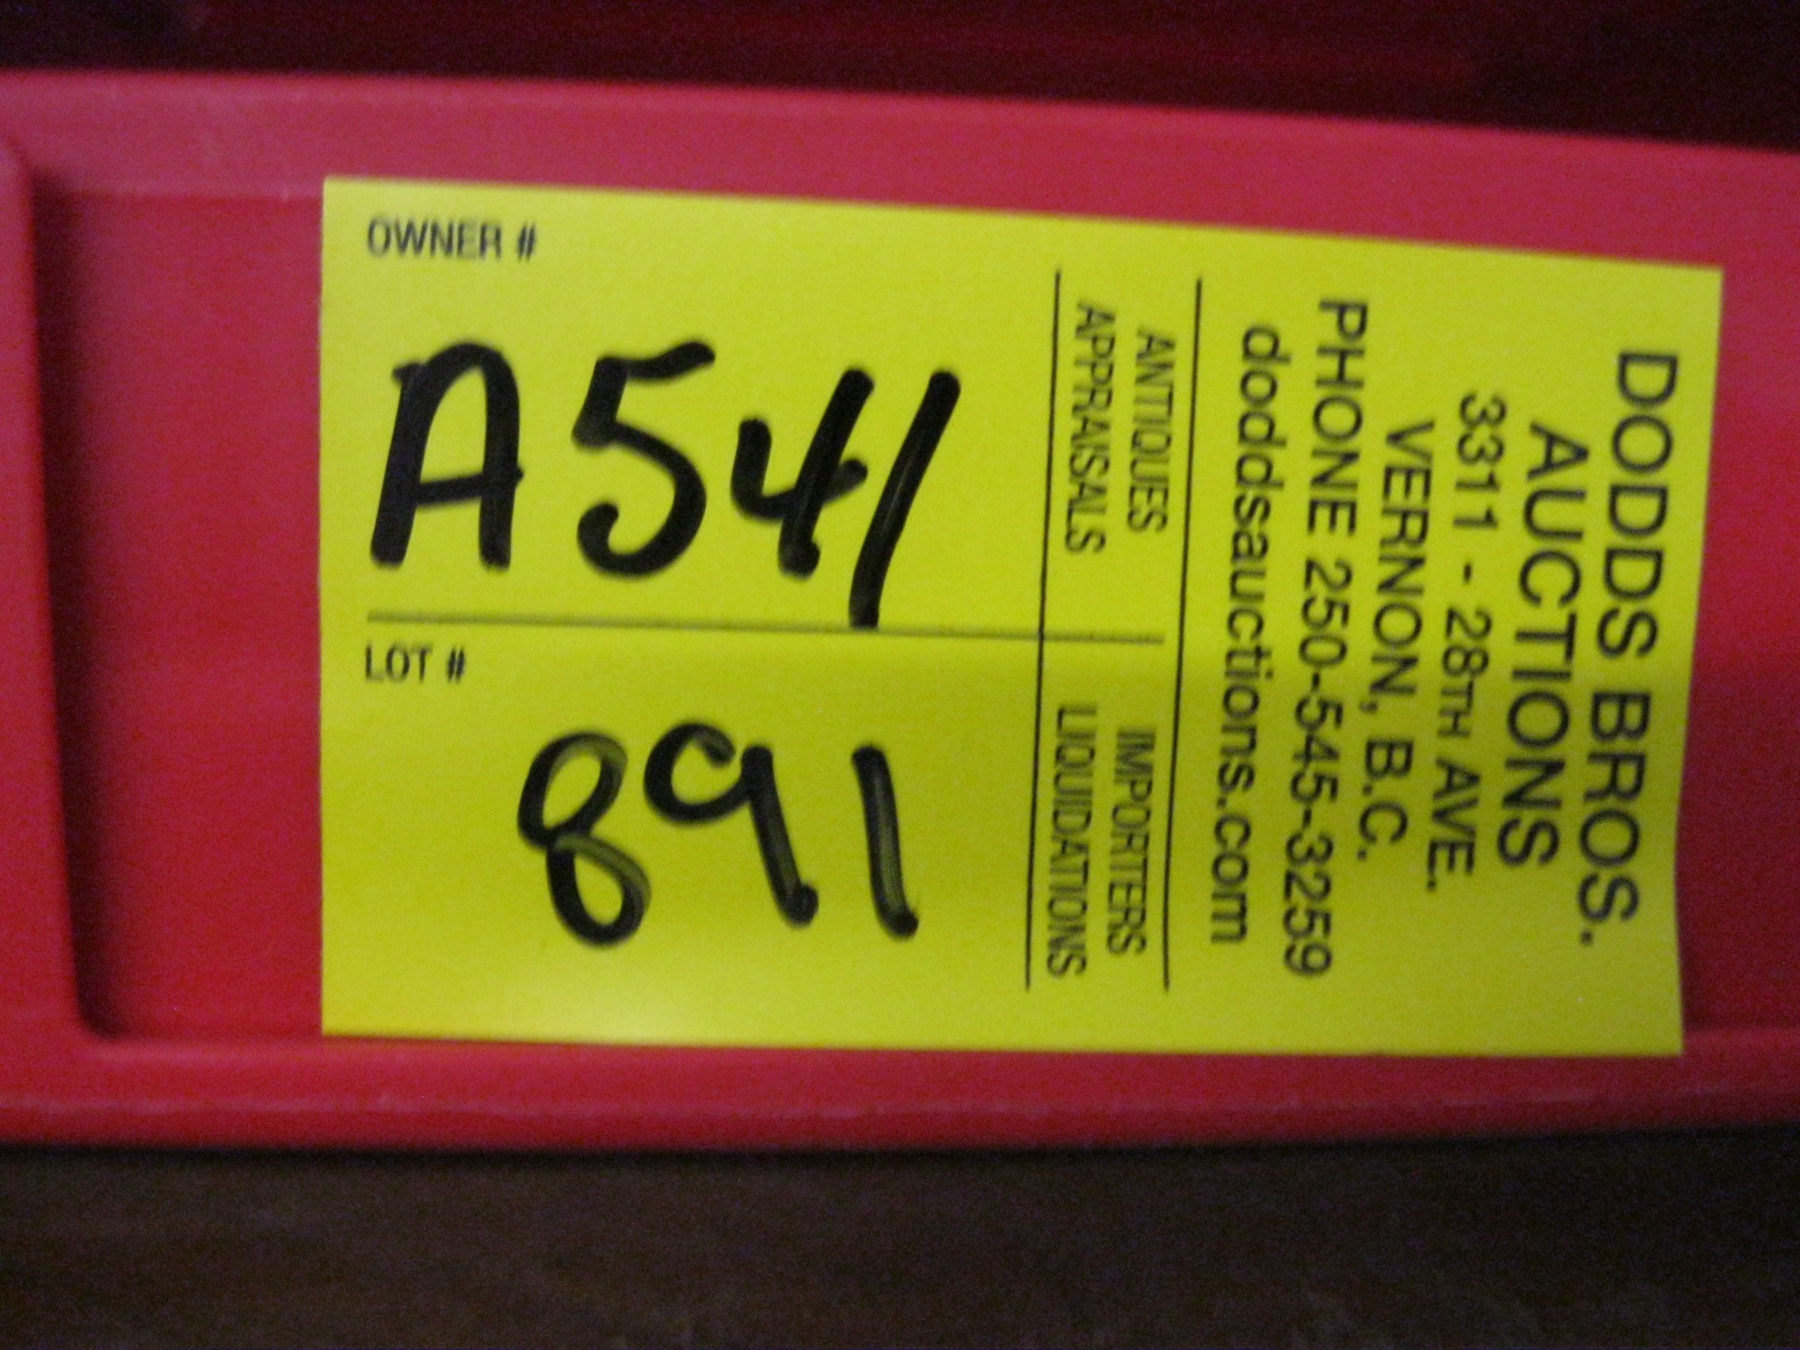 OWNER #
A541
LOT #
891
DODDS BROS.
AUCTIONS
3311 - 28TH AVE.
VERNON, B.C.
PHONE 250-545-3259
doddsauctions.com
ANTIQUES IMPORTERS
APPRAISALS LIQUIDATIONS